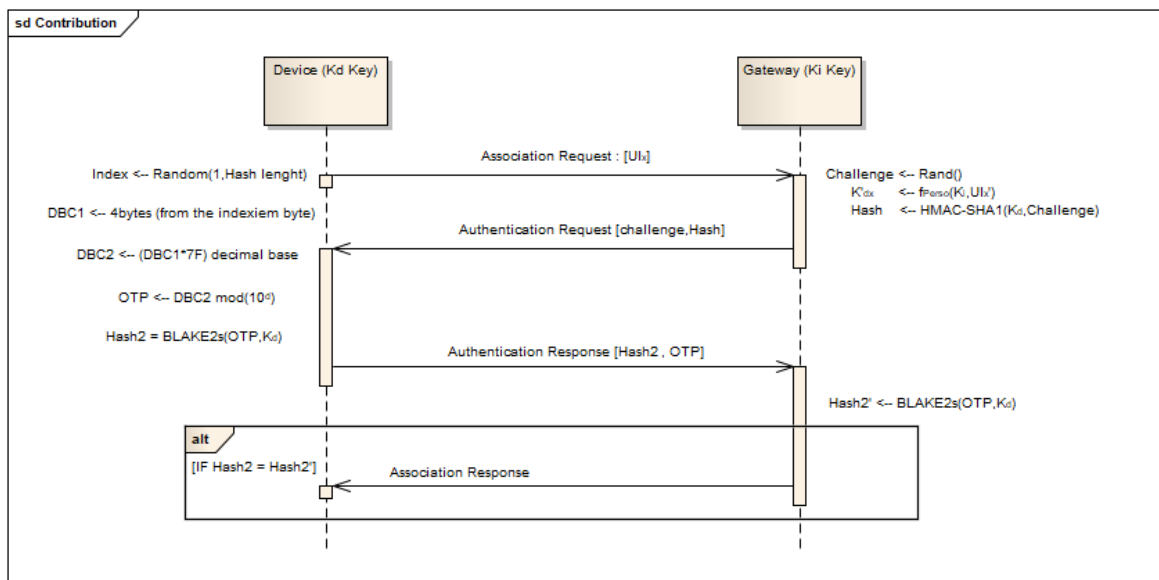 sd Contribution
Device (Kd Key)
Gateway (Ki Key)
Association Request : [UIx]
Index <-- Random(1,Hash lenght)
Challenge <-- Rand()
K'dx <-- fPerso(Ki,UIx')
Hash <-- HMAC-SHA1(Kd,Challenge)
DBC1 <-- 4bytes (from the indexiem byte)
Authentication Request [challenge,Hash]
DBC2 <-- (DBC1*7F) decimal base
OTP <-- DBC2 mod(10d)
Hash2 = BLAKE2s(OTP,Kd)
Authentication Response [Hash2 , OTP]
Hash2' <-- BLAKE2s(OTP,Kd)
alt
[IF Hash2 = Hash2']
Association Response